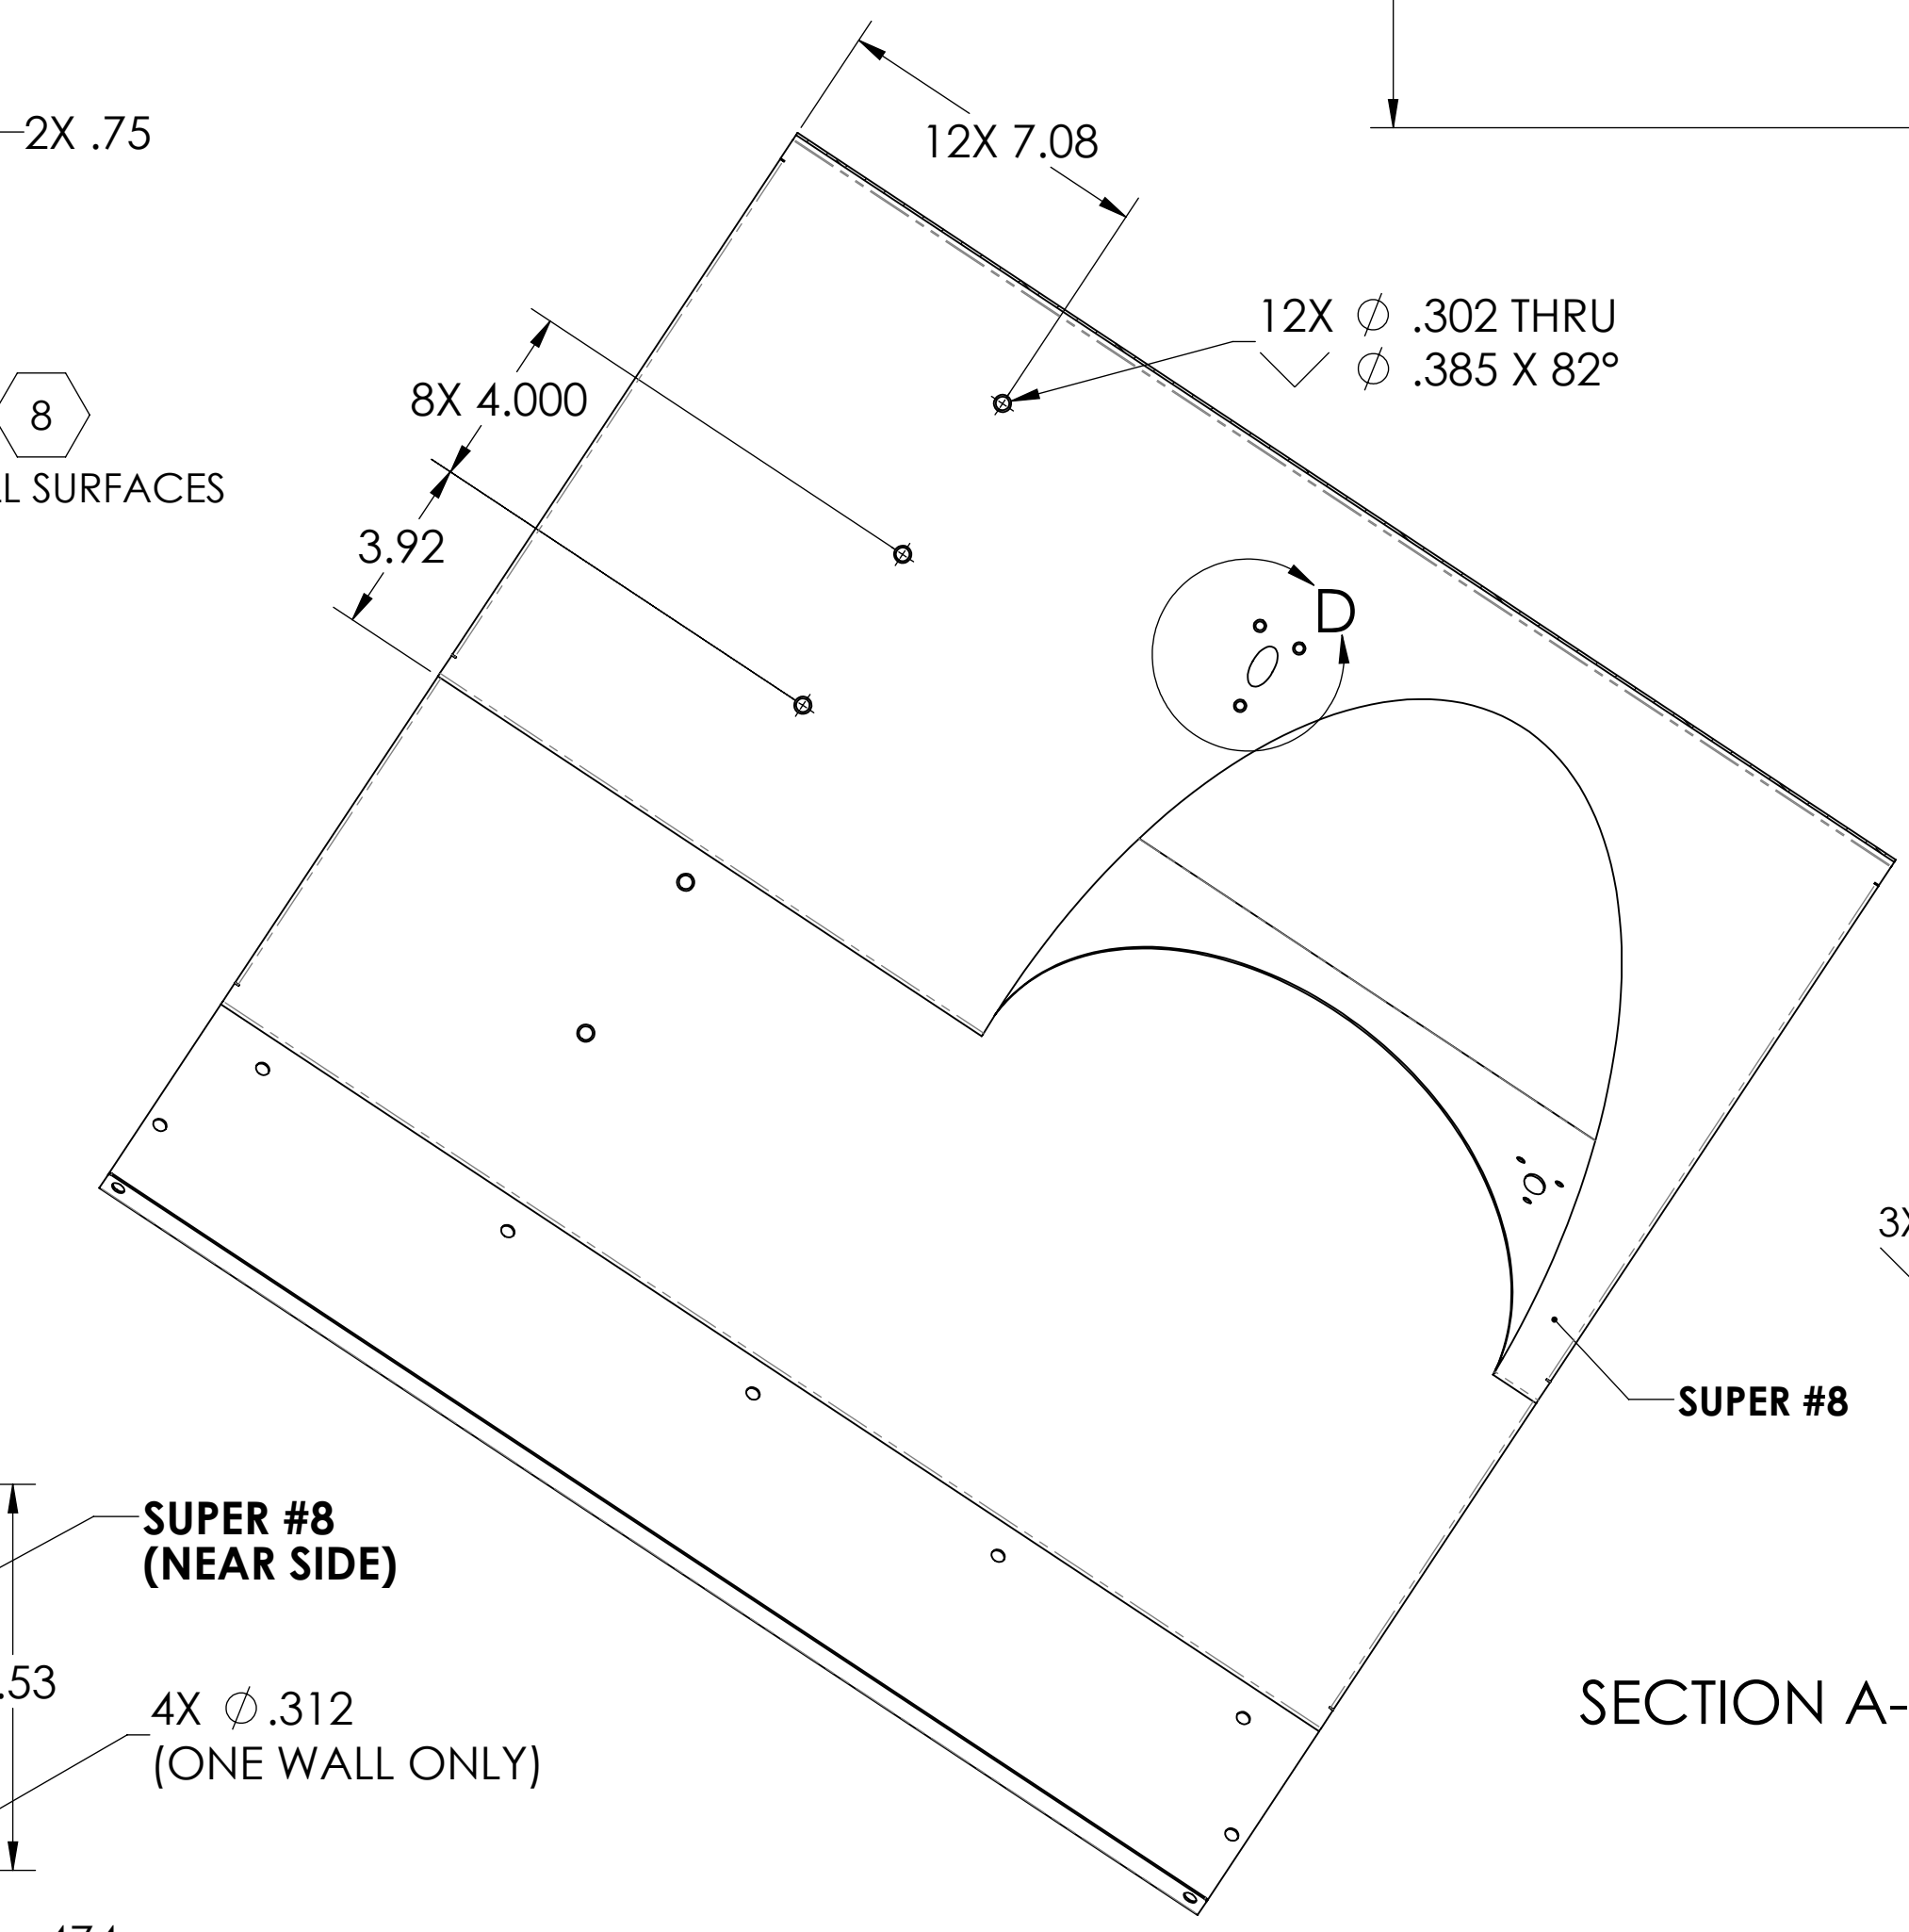 2X .75
12X 7.08
12X ⌀ .302 THRU
⌀ .385 X 82°
8X 4.000
8
SURFACES
3.92
D
SUPER #8
SUPER #8
(NEAR SIDE)
.53
4X ⌀ .312
(ONE WALL ONLY)
SECTION A-